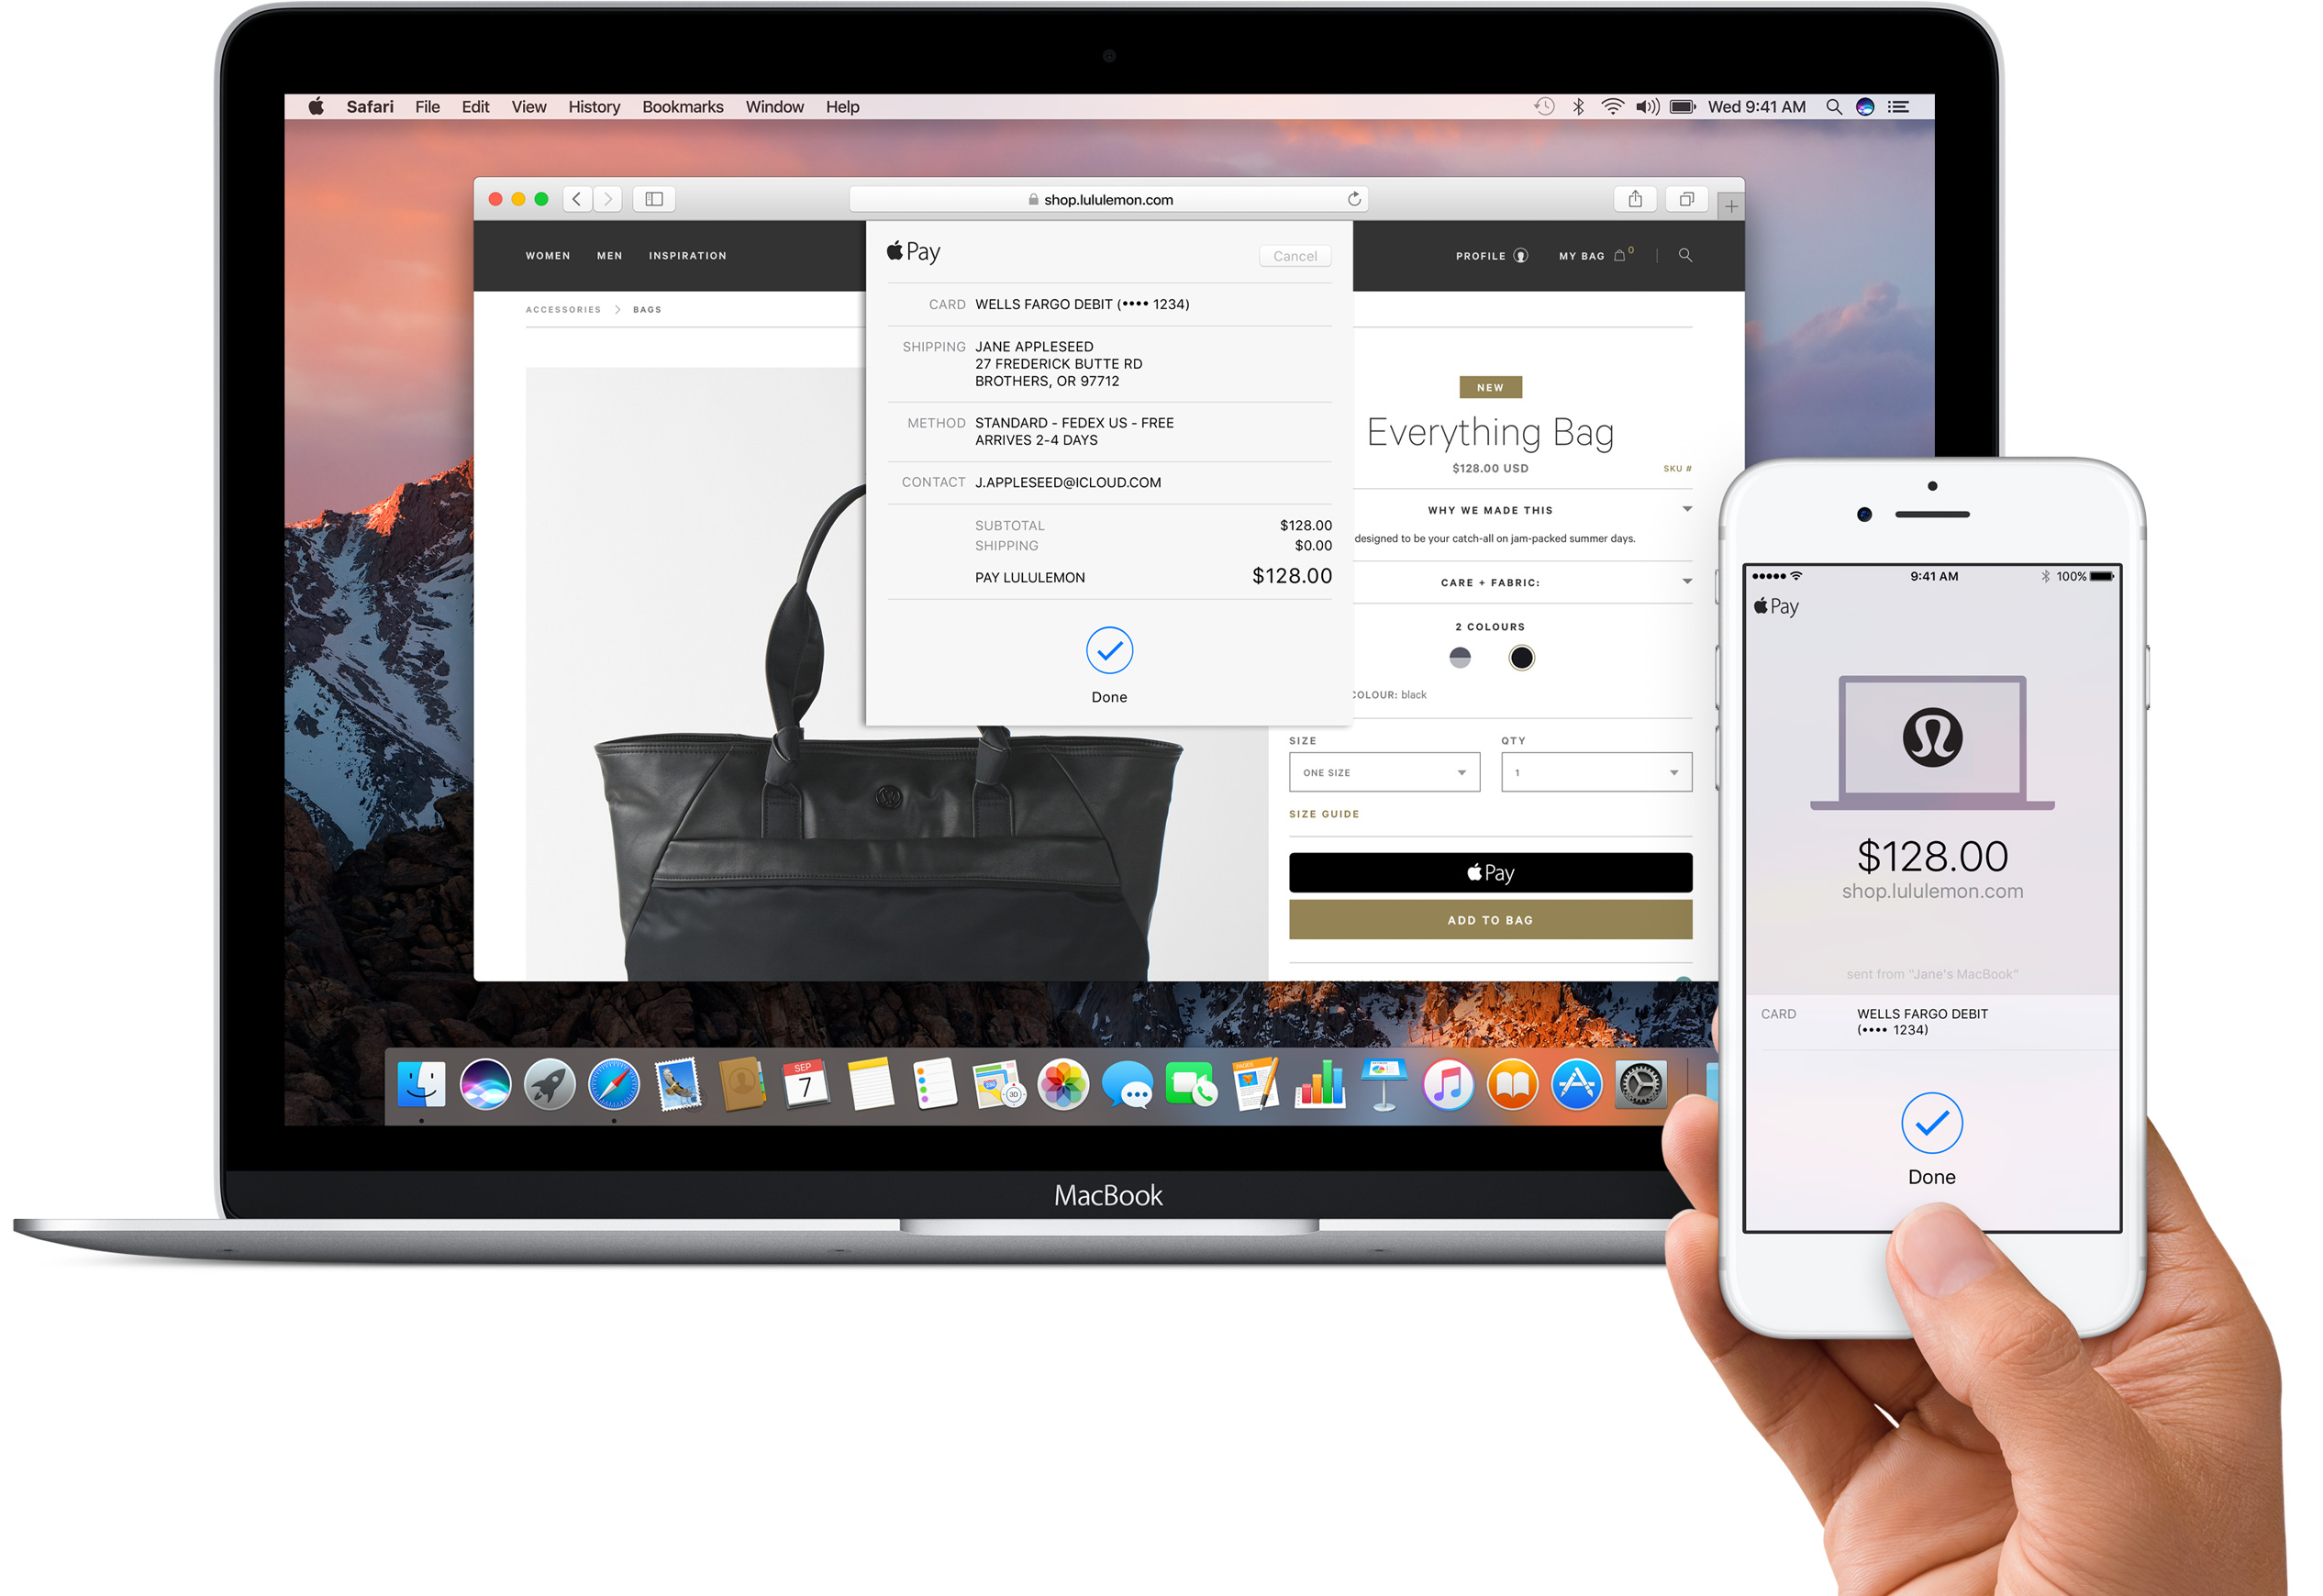 Safari File Edit View History Bookmarks Window Help
Wed 9:41 AM
shop.lululemon.com
WOMEN MEN INSPIRATION
PROFILE MY BAG 0
ACCESSORIES > BAGS
Pay
Cancel
CARD WELLS FARGO DEBIT (•••• 1234)
SHIPPING JANE APPLESEED
27 FREDERICK BUTTE RD
BROTHERS, OR 97712
METHOD STANDARD - FEDEX US - FREE
ARRIVES 2-4 DAYS
CONTACT J.APPLESEED@ICLOUD.COM
SUBTOTAL $128.00
SHIPPING $0.00
PAY LULULEMON $128.00
Done
NEW
Everything Bag
$128.00 USD
SKU #
WHY WE MADE THIS
designed to be your catch-all on jam-packed summer days.
CARE + FABRIC:
2 COLOURS
COLOUR: black
SIZE QTY
ONE SIZE 1
SIZE GUIDE
Pay
ADD TO BAG
SEP
7
PAGES
280
3D
MacBook
9:41 AM 100%
Pay
$128.00
shop.lululemon.com
sent from "Jane's MacBook"
CARD WELLS FARGO DEBIT
(•••• 1234)
Done